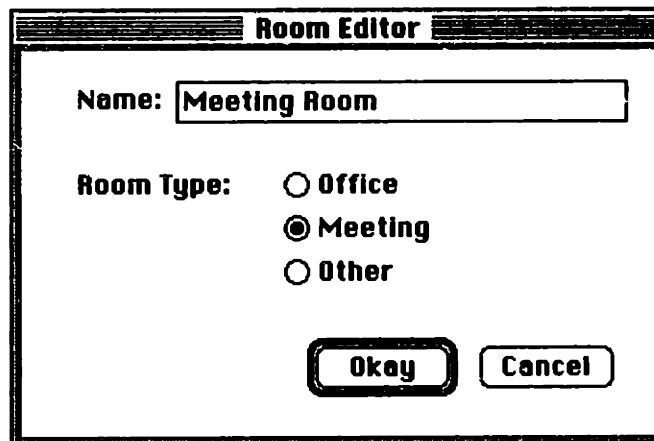 Room Editor
Name: Meeting Room
Room Type: Office
Meeting
Other
Okay Cancel